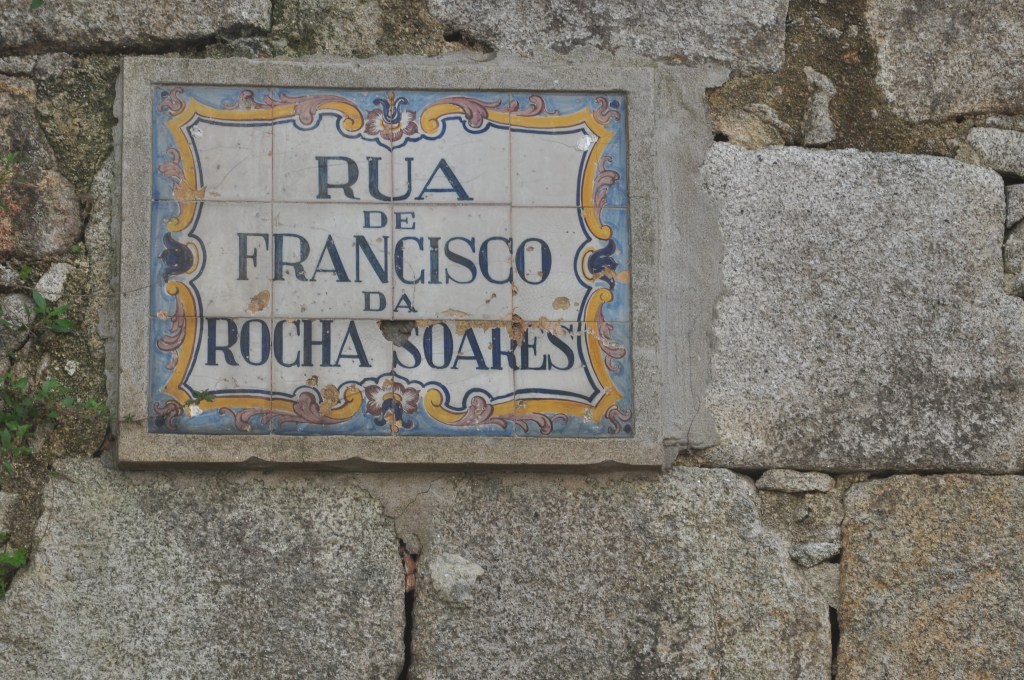 RUA
DE
FRANCISCO
DA
ROCHA SOARES